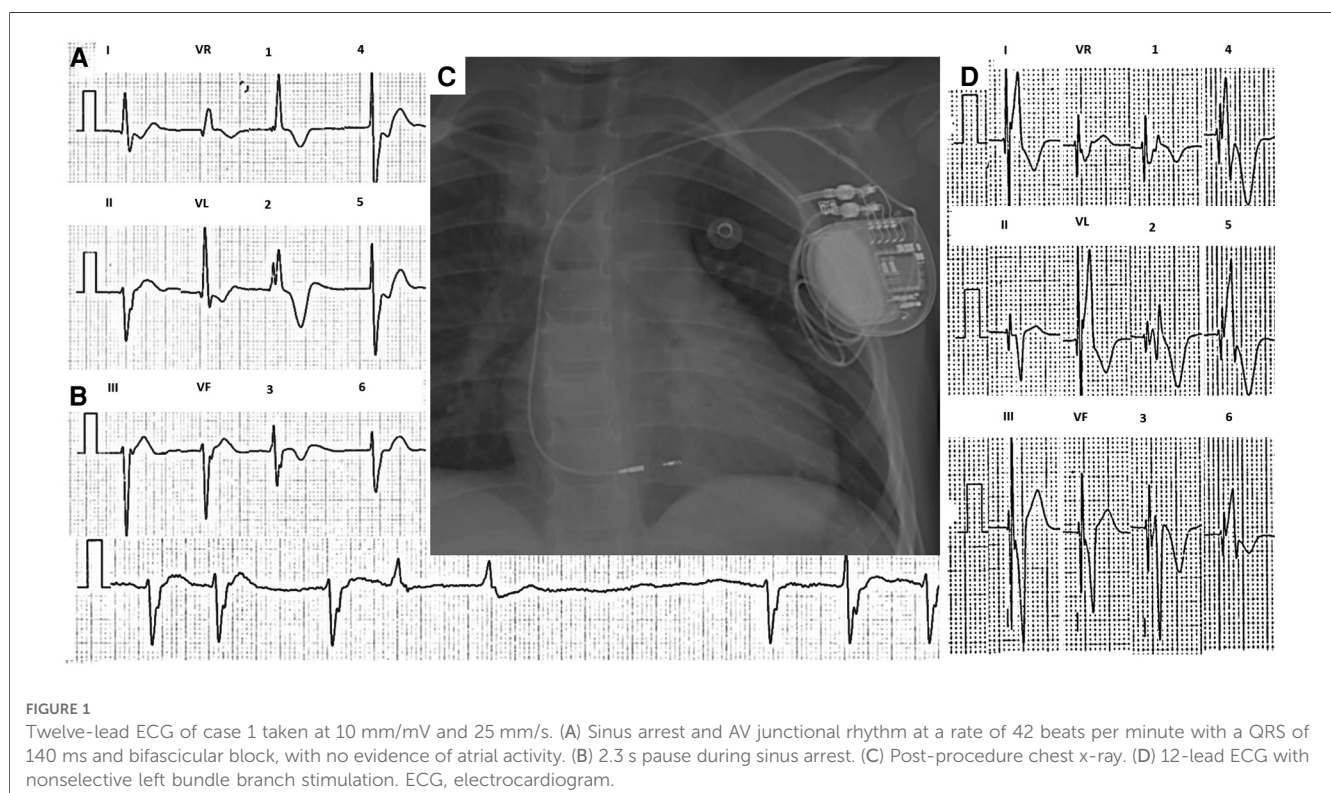 A
I VR 1 4
II VL 2 5
B
III VF 3 6
C
D
I VR 1 4
II VL 2 5
III VF 3 6
FIGURE 1
Twelve-lead ECG of case 1 taken at 10 mm/mV and 25 mm/s. (A) Sinus arrest and AV junctional rhythm at a rate of 42 beats per minute with a QRS of
140 ms and bifascicular block, with no evidence of atrial activity. (B) 2.3 s pause during sinus arrest. (C) Post-procedure chest x-ray. (D) 12-lead ECG with
nonselective left bundle branch stimulation. ECG, electrocardiogram.